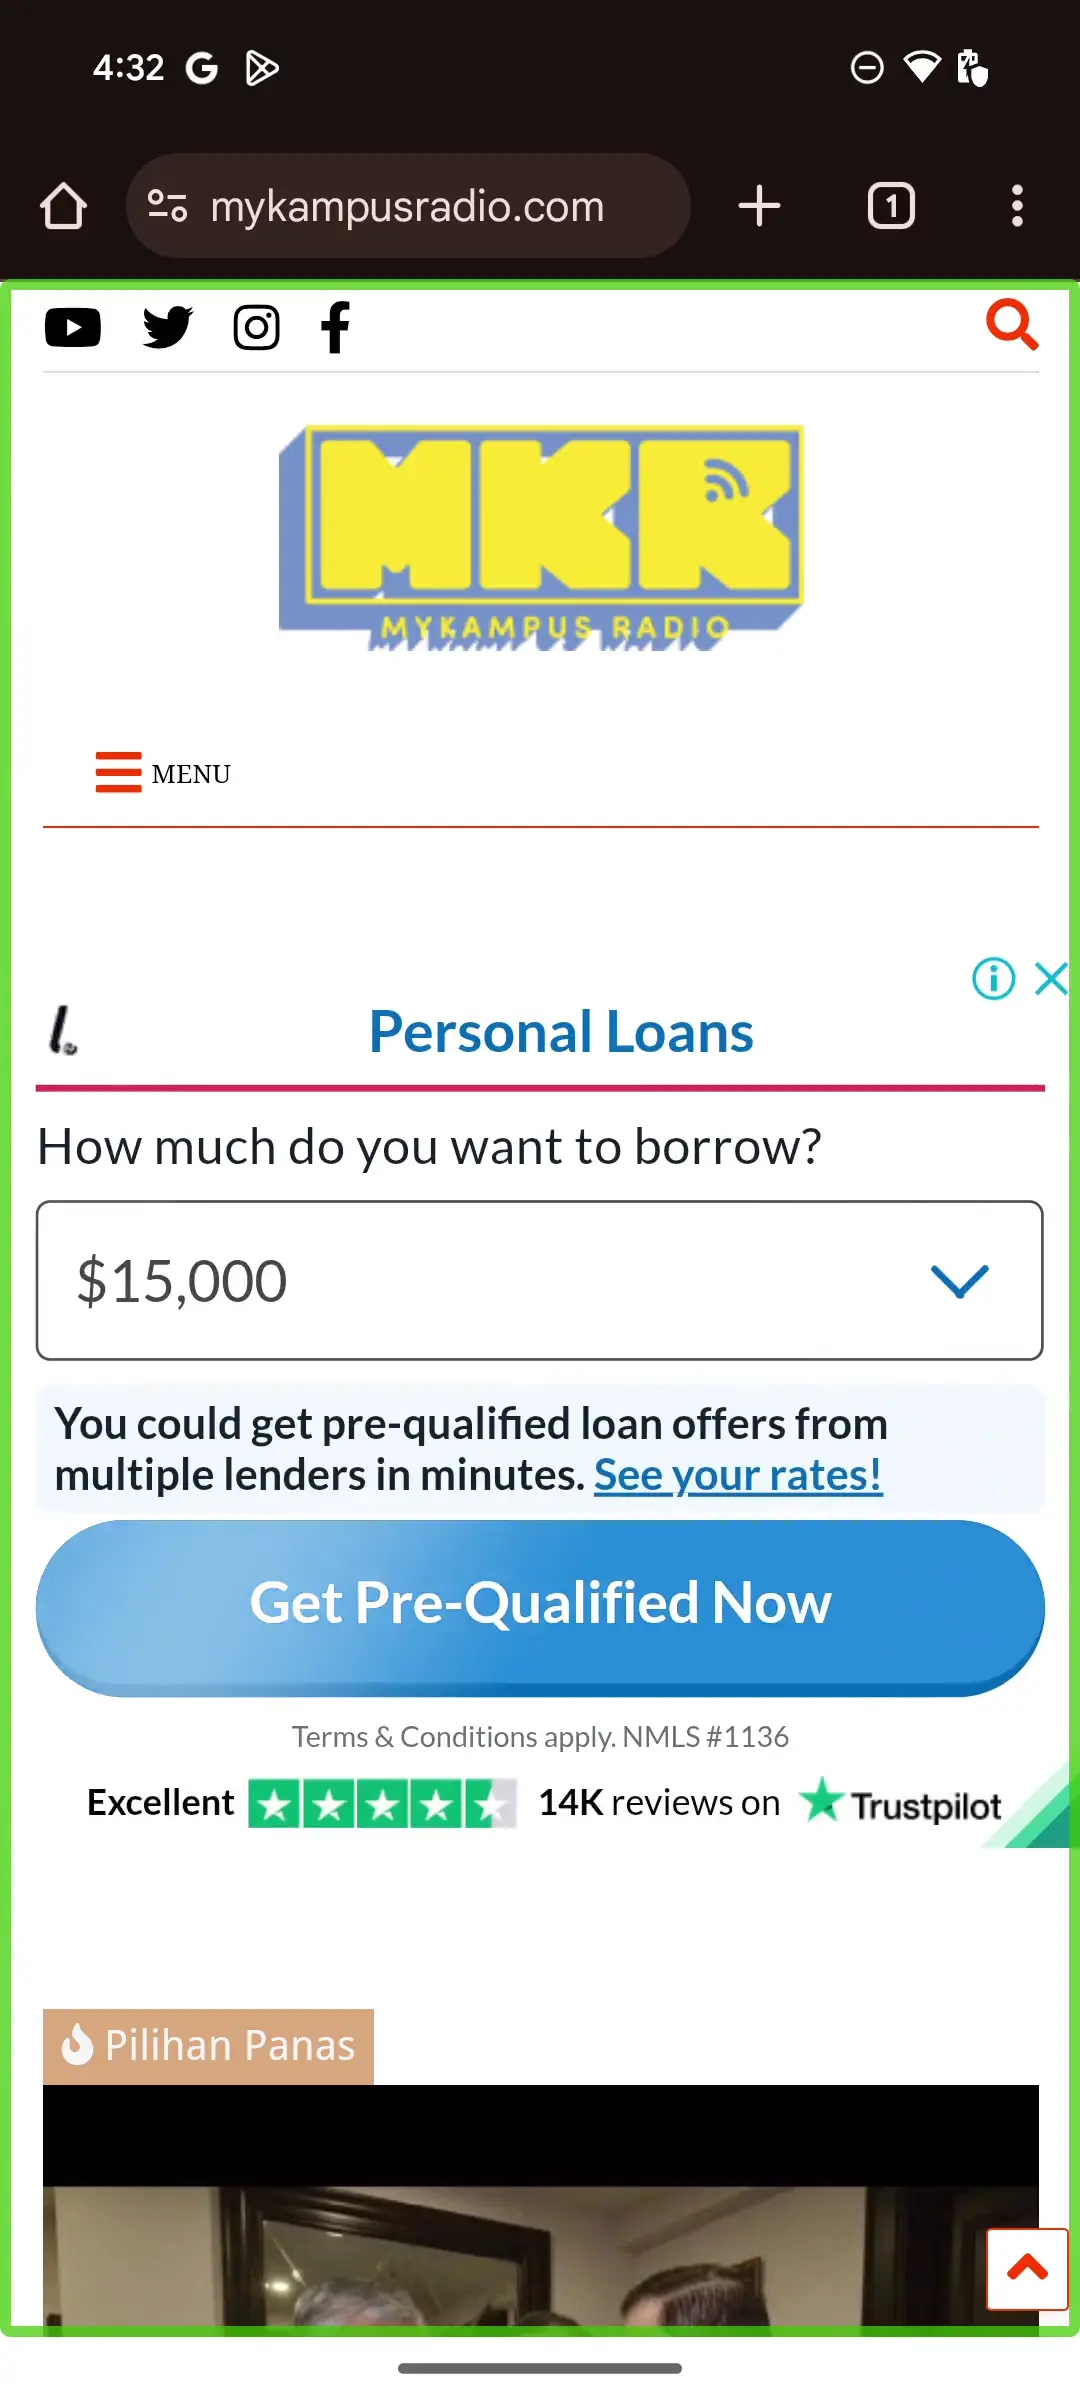 4:32
mykampusradio.com
1
MKR
MYKAMPUS RADIO
MENU
Personal Loans
How much do you want to borrow?
$15,000
You could get pre-qualified loan offers from
multiple lenders in minutes. See your rates!
Get Pre-Qualified Now
Terms & Conditions apply. NMLS #1136
Excellent 14K reviews on Trustpilot
Pilihan Panas